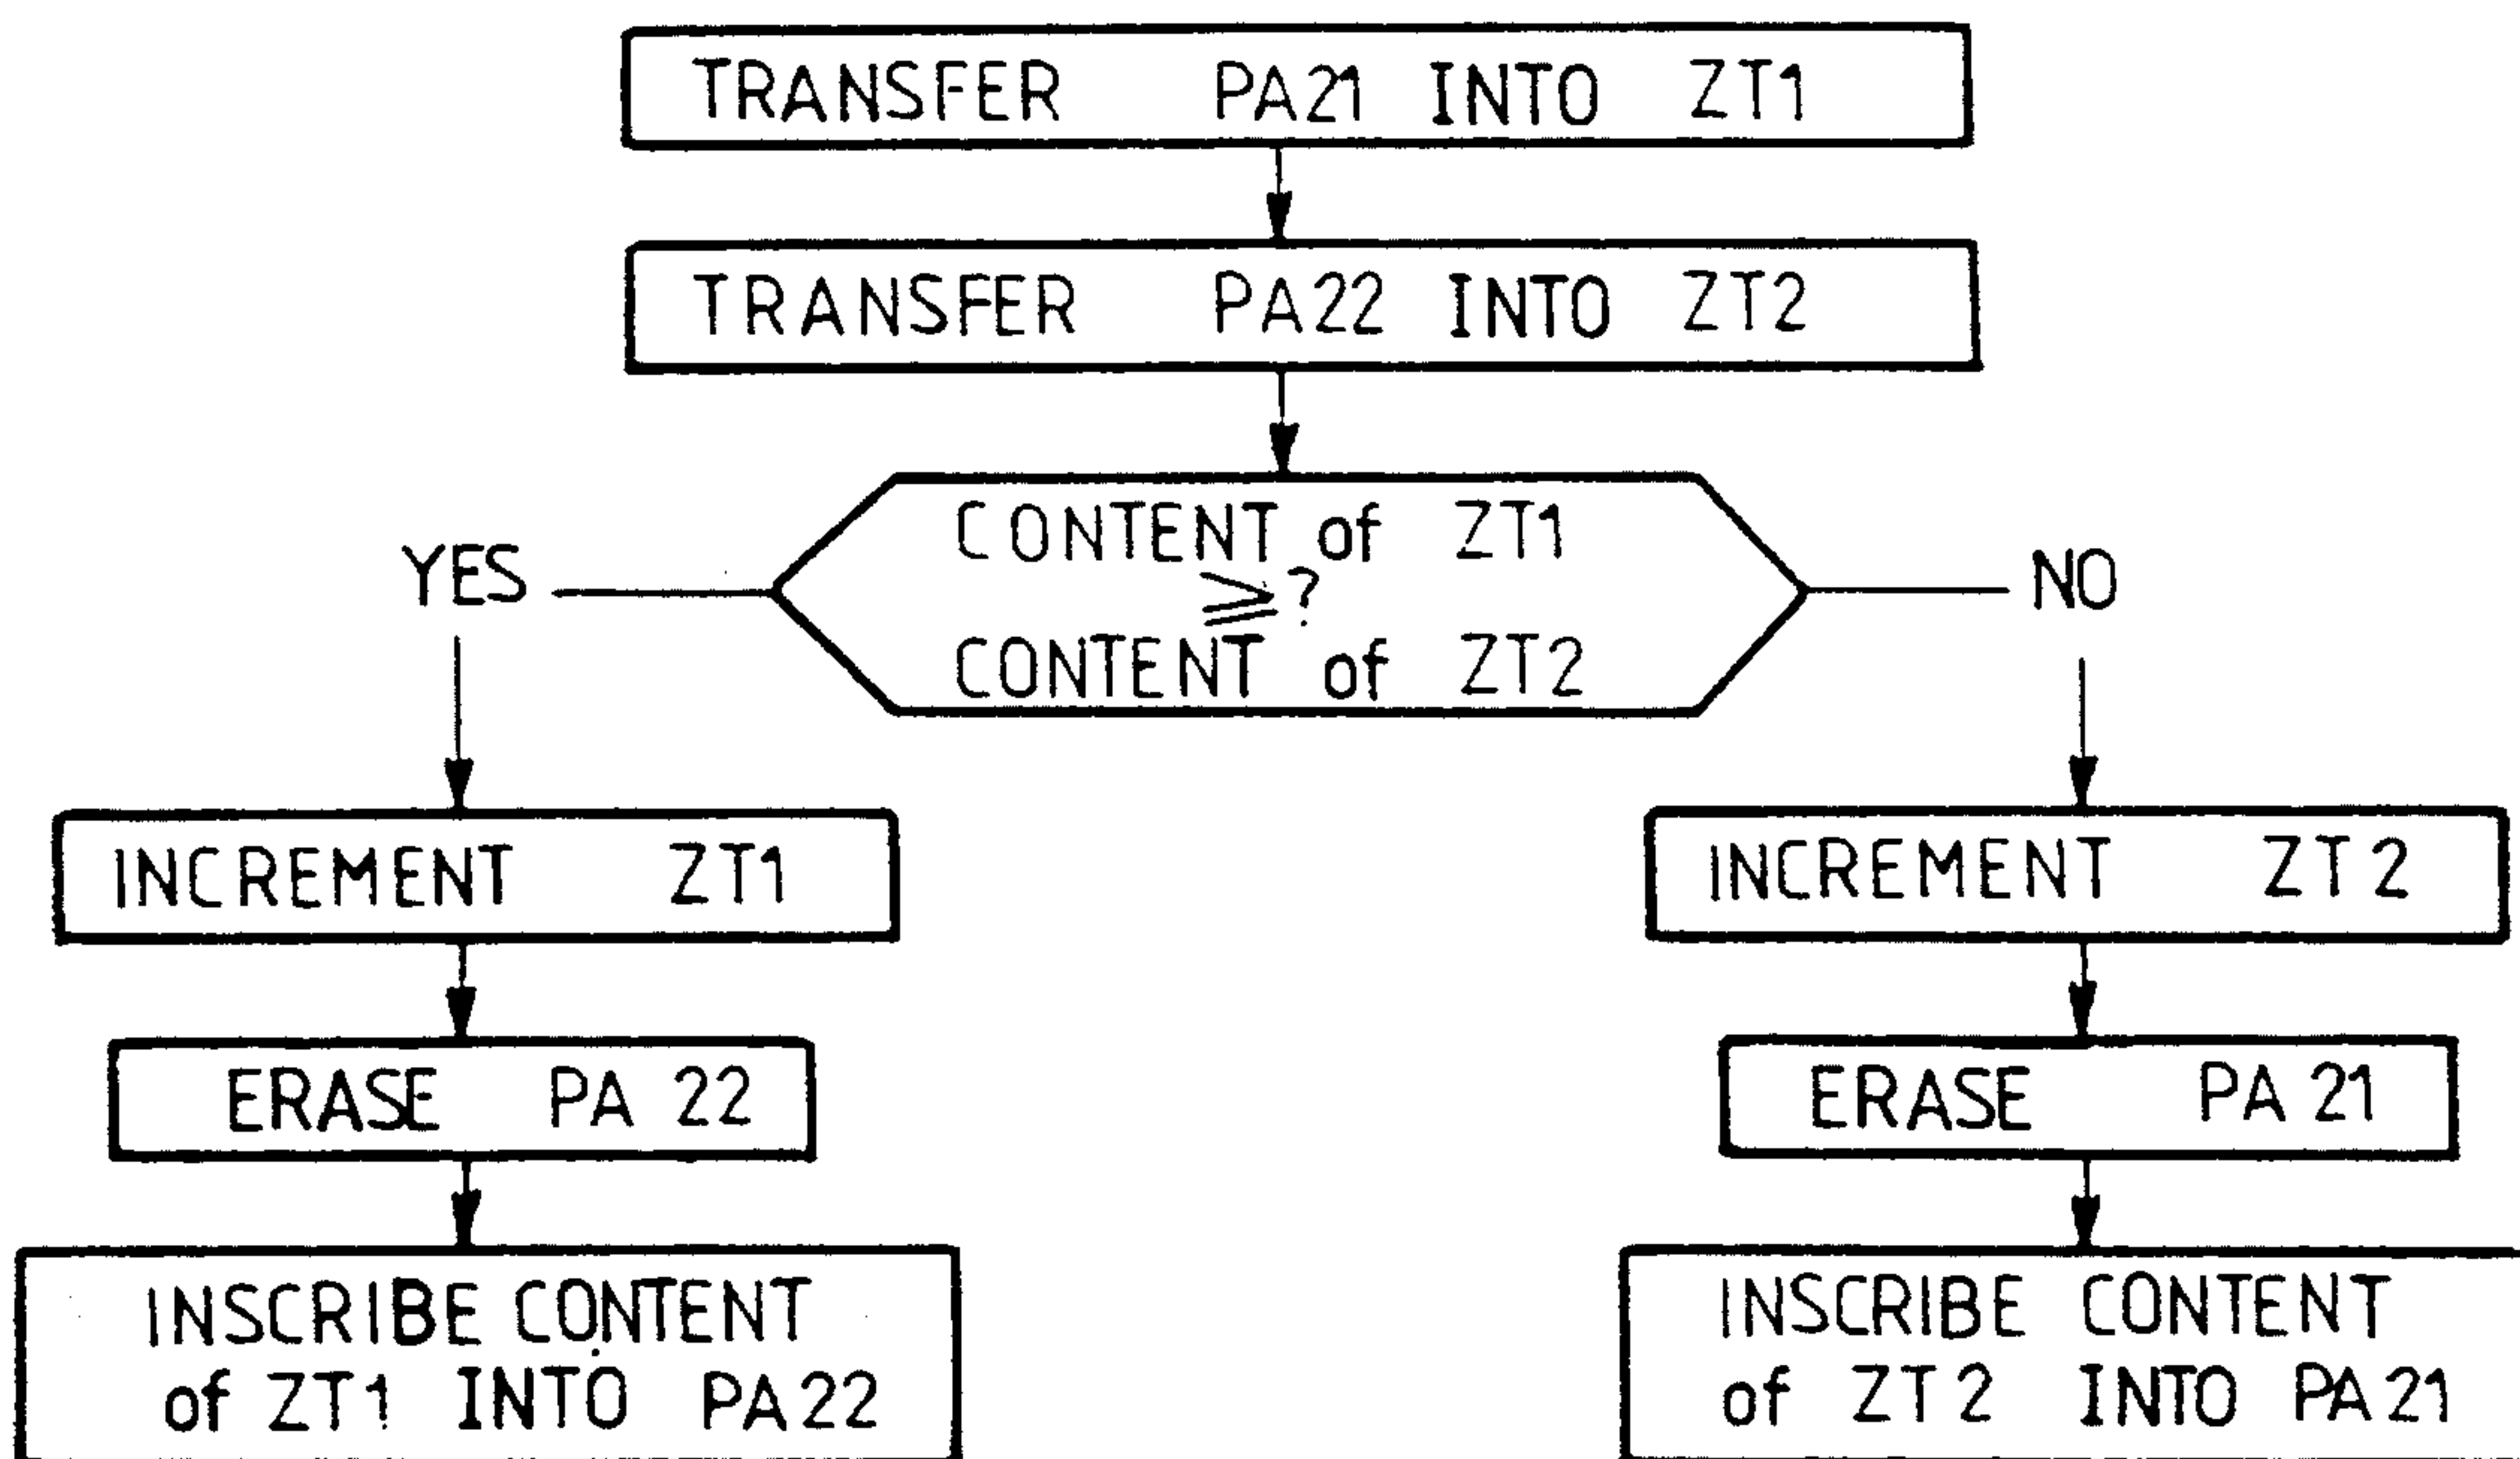 TRANSFER PA21 INTO ZT1
TRANSFER PA22 INTO ZT2
CONTENT of ZT1
≥?
CONTENT of ZT2
YES
NO
INCREMENT ZT1
INCREMENT ZT2
ERASE PA 22
ERASE PA 21
INSCRIBE CONTENT
of ZT1 INTO PA22
INSCRIBE CONTENT
of ZT2 INTO PA21